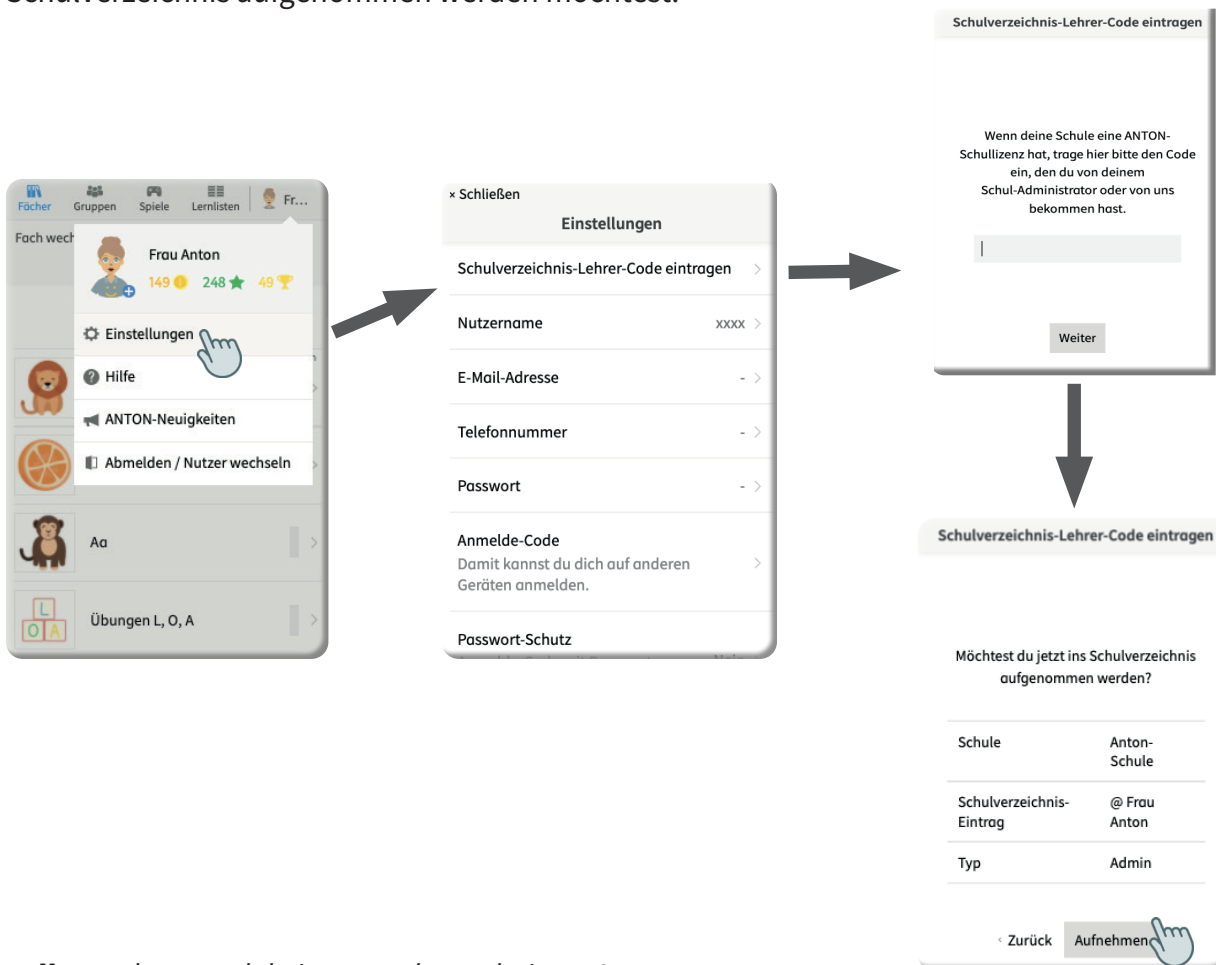 Fächer Gruppen Spiele Lernlisten Fr...
Fach wech
Frau Anton
149 248 49
Einstellungen
Hilfe
ANTON-Neuigkeiten
Abmelden / Nutzer wechseln
Aa
L
O A
Übungen L, O, A
× Schließen
Einstellungen
Schulverzeichnis-Lehrer-Code eintragen
Nutzername xxxx
E-Mail-Adresse -
Telefonnummer -
Passwort -
Anmelde-Code
Damit kannst du dich auf anderen
Geräten anmelden.
Passwort-Schutz
Schulverzeichnis-Lehrer-Code eintragen
Wenn deine Schule eine ANTON-
Schullizenz hat, trage hier bitte den Code
ein, den du von deinem
Schul-Administrator oder von uns
bekommen hast.
Weiter
Schulverzeichnis-Lehrer-Code eintragen
Möchtest du jetzt ins Schulverzeichnis
aufgenommen werden?
Schule Anton-
Schule
Schulverzeichnis- @ Frau
Eintrag Anton
Typ Admin
‹ Zurück Aufnehmen